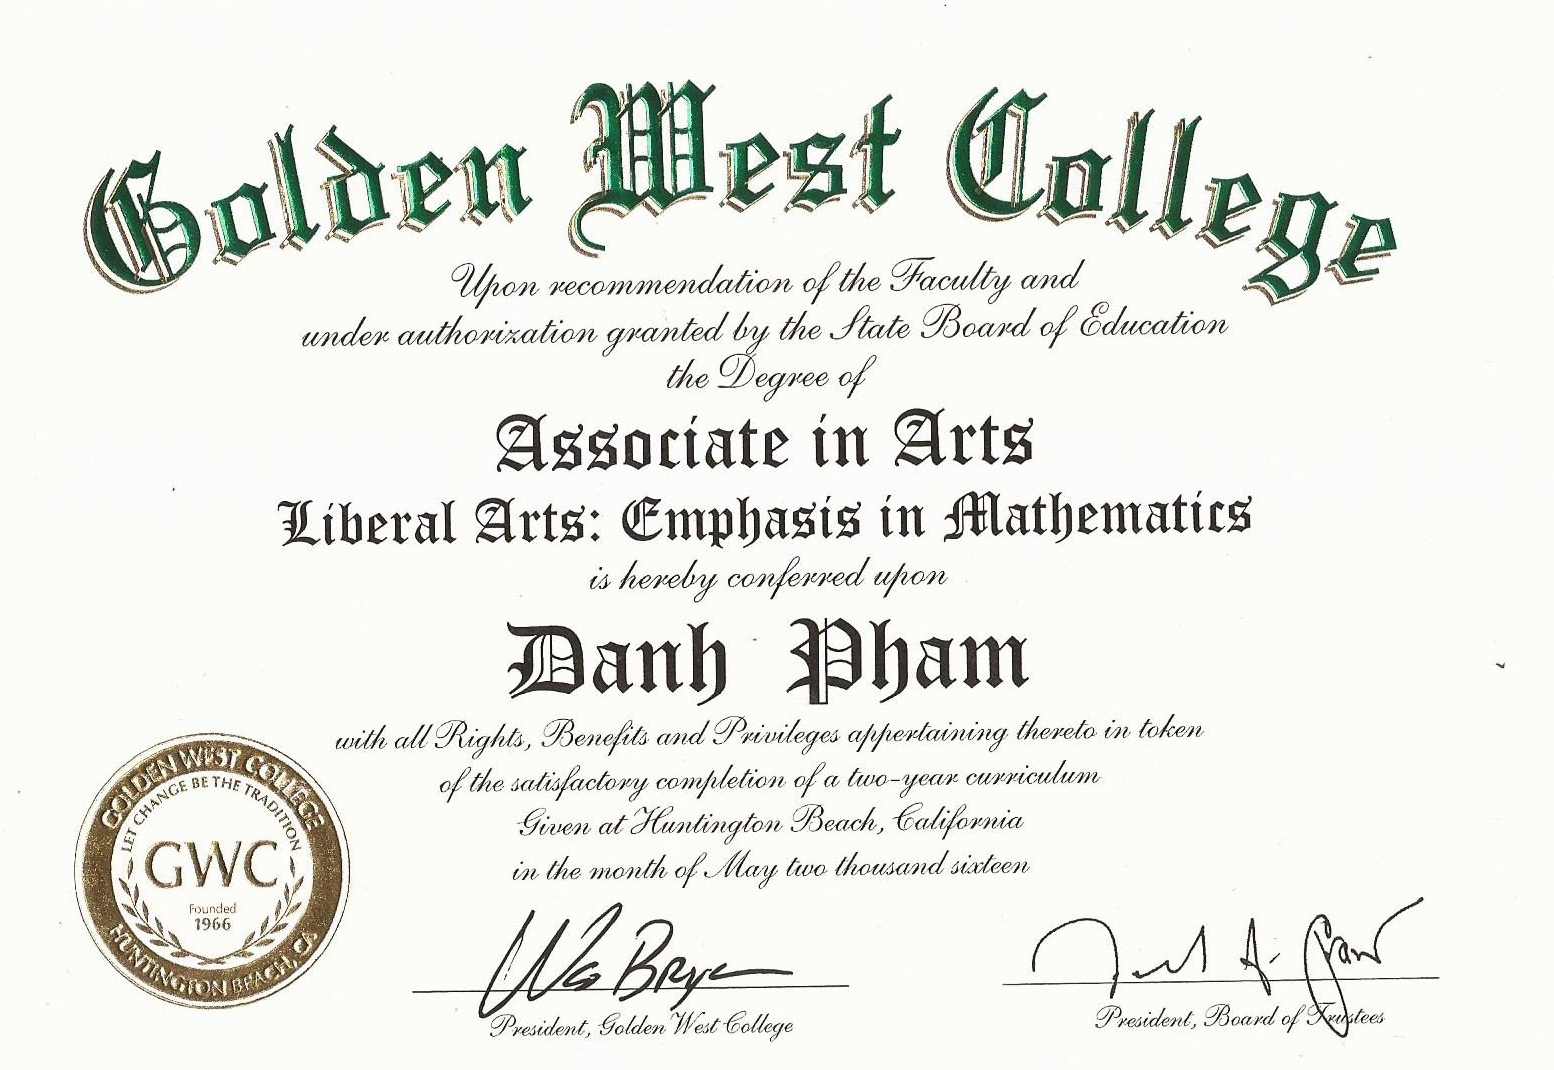 Golden West College
Upon recommendation of the Faculty and
under authorization granted by the State Board of Education
the Degree of
Associate in Arts
Liberal Arts: Emphasis in Mathematics
is hereby conferred upon
Danh Pham
with all Rights, Benefits and Privileges appertaining thereto in token
of the satisfactory completion of a two-year curriculum
Given at Huntington Beach, California
in the month of May two thousand sixteen
GOLDEN WEST COLLEGE
LET CHANGE BE THE TRADITION
GWC
Founded
1966
HUNTINGTON BEACH, CA
Wes Bryan
President, Golden West College
President, Board of Trustees